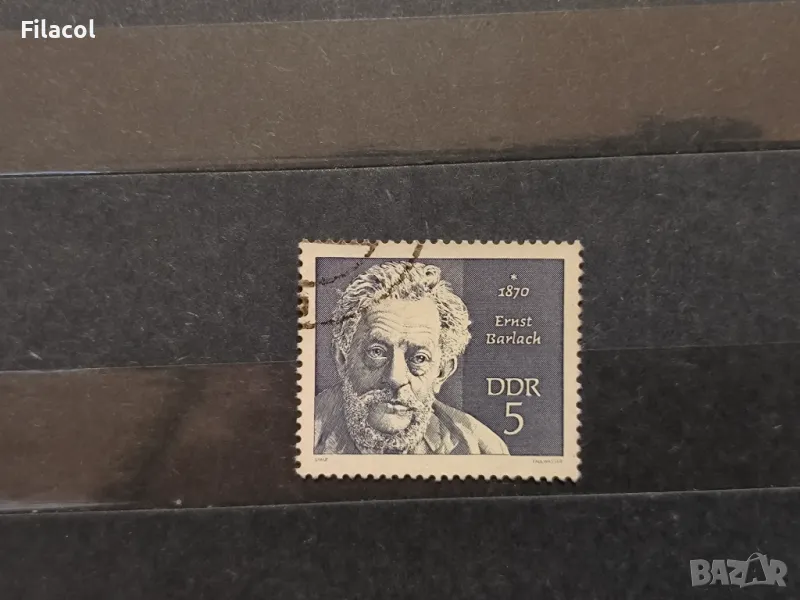 Filacol
*
1870
Ernst
Barlach
DDR
5
BAZAR